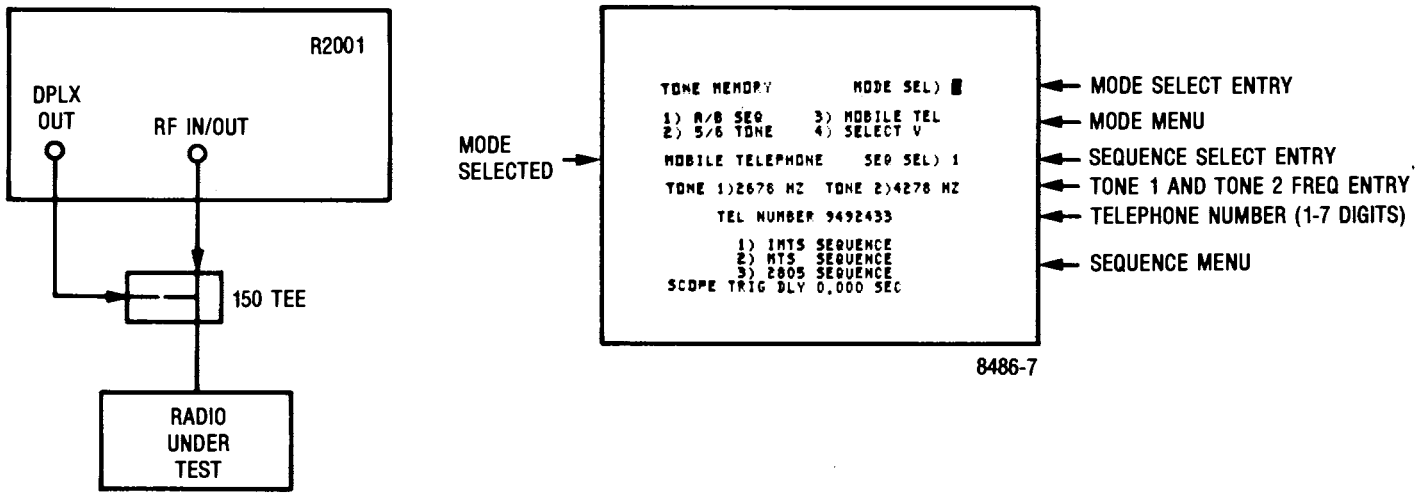 R2001
DPLX
OUT
RF IN/OUT
150 TEE
RADIO
UNDER
TEST
MODE
SELECTED
TONE MEMORY MODE SEL)
1) A/B SEQ 3) MOBILE TEL
2) 5/6 TONE 4) SELECT V
MOBILE TELEPHONE SEQ SEL) 1
TONE 1)2678 HZ TONE 2)4278 HZ
TEL NUMBER 9492433
1) IMTS SEQUENCE
2) MTS SEQUENCE
3) 2805 SEQUENCE
SCOPE TRIG DLY 0.000 SEC
MODE SELECT ENTRY
MODE MENU
SEQUENCE SELECT ENTRY
TONE 1 AND TONE 2 FREQ ENTRY
TELEPHONE NUMBER (1-7 DIGITS)
SEQUENCE MENU
8486-7